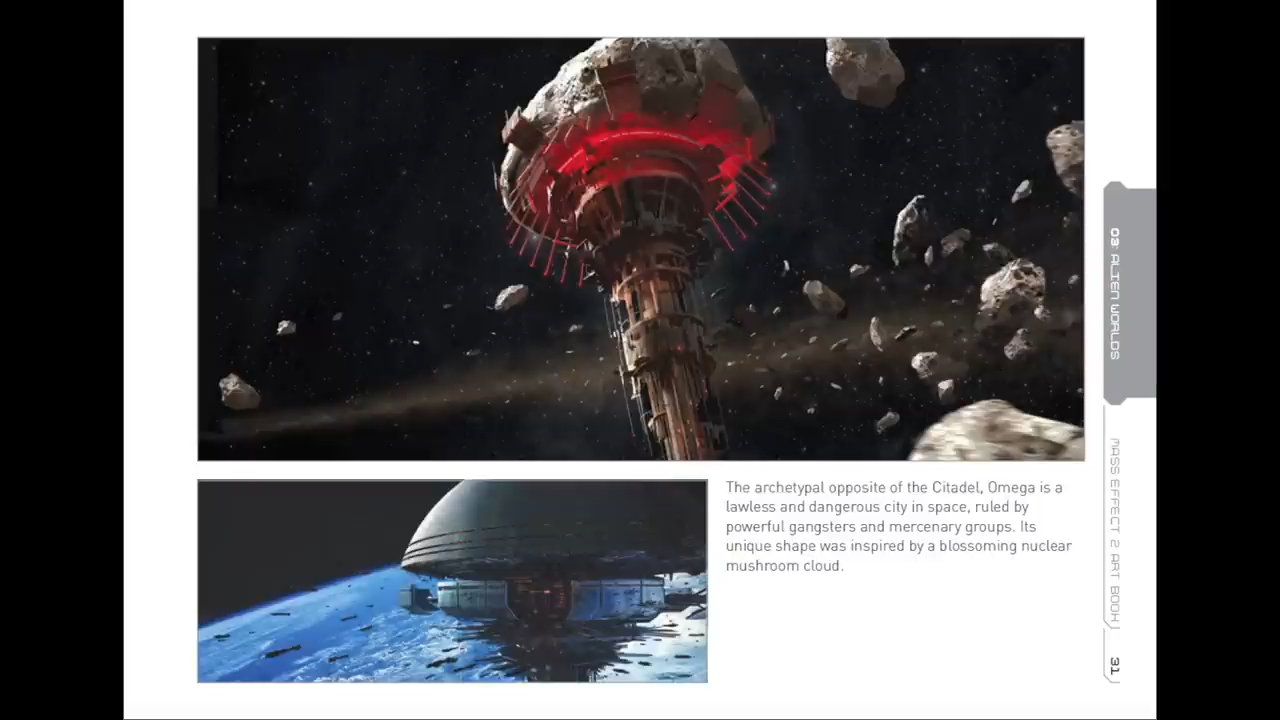 The archetypal opposite of the Citadel, Omega is a
lawless and dangerous city in space, ruled by
powerful gangsters and mercenary groups. Its
unique shape was inspired by a blossoming nuclear
mushroom cloud.
03: ALIEN WORLDS
MASS EFFECT 2 ART BOOK
31